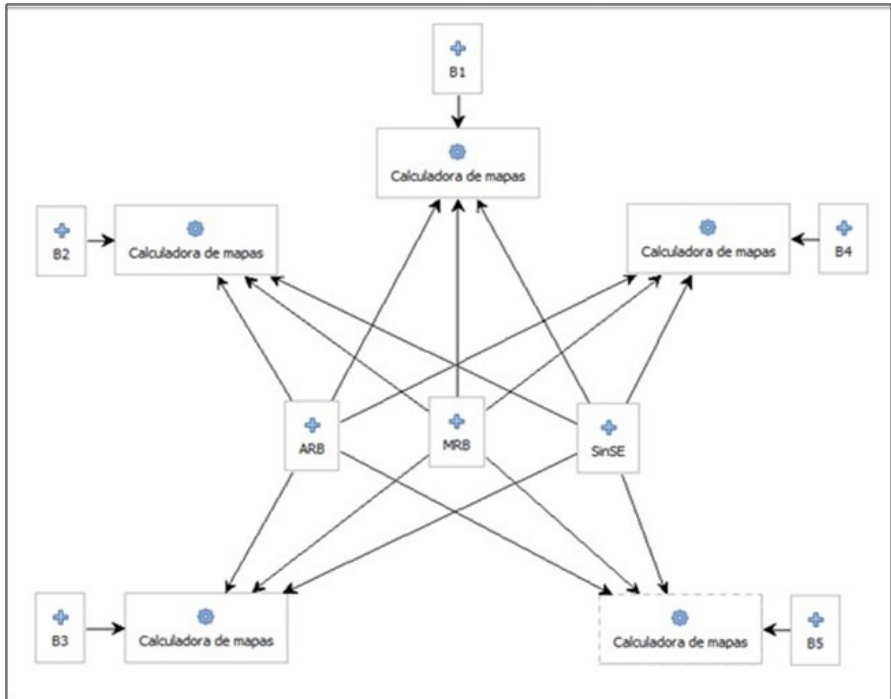 B1
Calculadora de mapas
B2
Calculadora de mapas
Calculadora de mapas
B4
ARB
MRB
SinSE
B3
Calculadora de mapas
Calculadora de mapas
B5